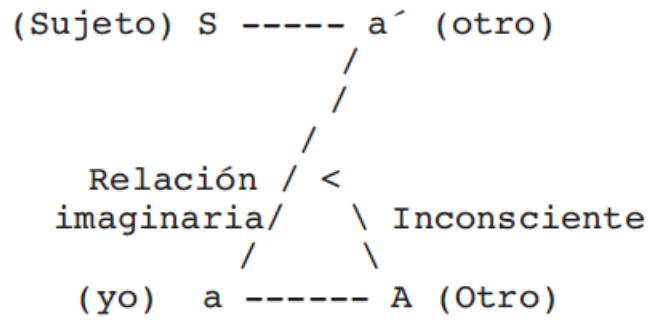 (Sujeto) S ----- a´ (otro)
/
/
/
Relación / <
imaginaria/ \ Inconsciente
/ \
(yo) a ------ A (Otro)